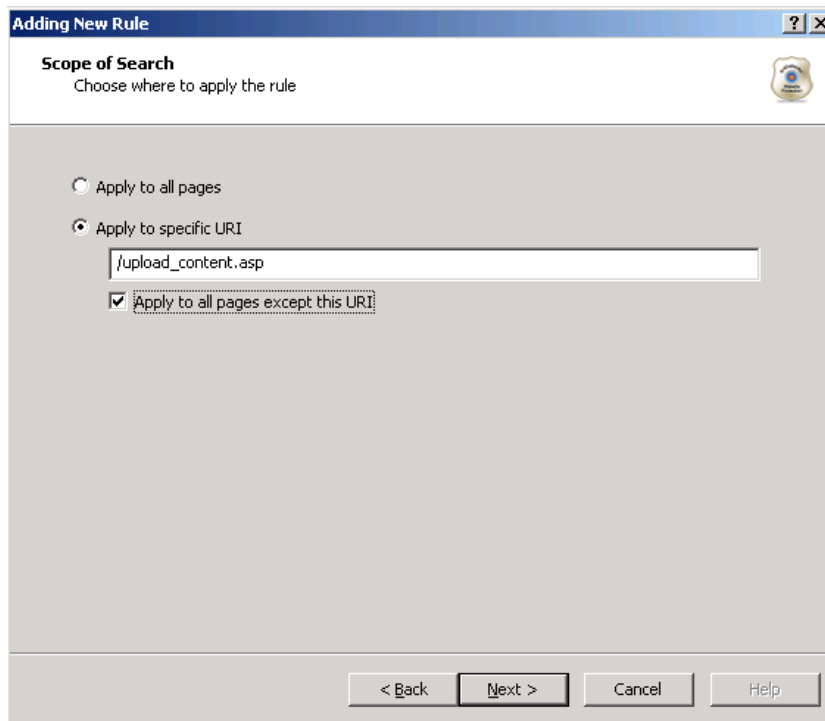 Adding New Rule
Scope of Search
Choose where to apply the rule
Apply to all pages
Apply to specific URI
/upload_content.asp
Apply to all pages except this URI
< Back Next > Cancel Help